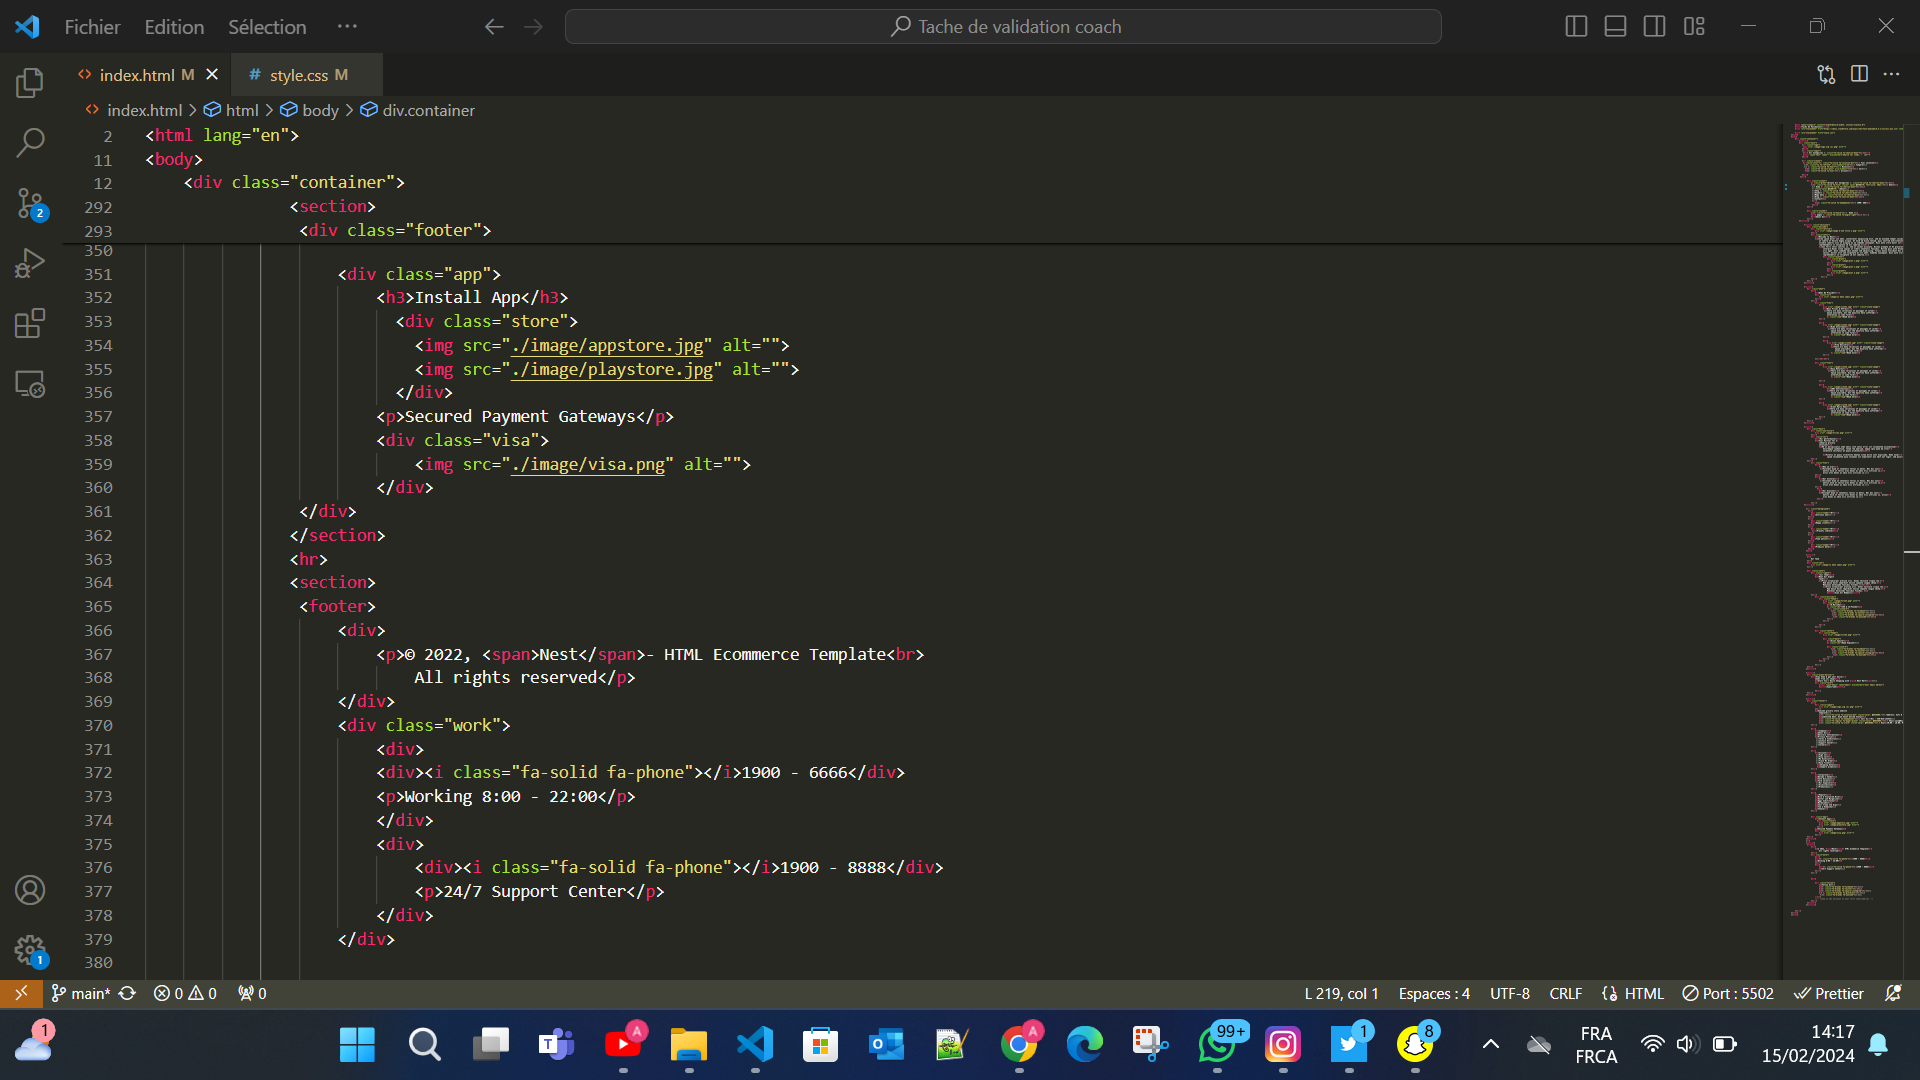 Fichier Edition Sélection ··· Tache de validation coach
index.html M style.css M
index.html > html > body > div.container
2 <html lang="en">
11 <body>
12 <div class="container">
292 <section>
293 <div class="footer">
350
351 <div class="app">
352 <h3>Install App</h3>
353 <div class="store">
354 <img src="./image/appstore.jpg" alt="">
355 <img src="./image/playstore.jpg" alt="">
356 </div>
357 <p>Secured Payment Gateways</p>
358 <div class="visa">
359 <img src="./image/visa.png" alt="">
360 </div>
361 </div>
362 </section>
363 <hr>
364 <section>
365 <footer>
366 <div>
367 <p>© 2022, <span>Nest</span>- HTML Ecommerce Template<br>
368 All rights reserved</p>
369 </div>
370 <div class="work">
371 <div>
372 <div><i class="fa-solid fa-phone"></i>1900 - 6666</div>
373 <p>Working 8:00 - 22:00</p>
374 </div>
375 <div>
376 <div><i class="fa-solid fa-phone"></i>1900 - 8888</div>
377 <p>24/7 Support Center</p>
378 </div>
379 </div>
380
2
1
main* 0 0 0 L 219, col 1 Espaces : 4 UTF-8 CRLF HTML Port : 5502 Prettier
1 A A 99+ 1 8
FRA
FRCA
14:17
15/02/2024